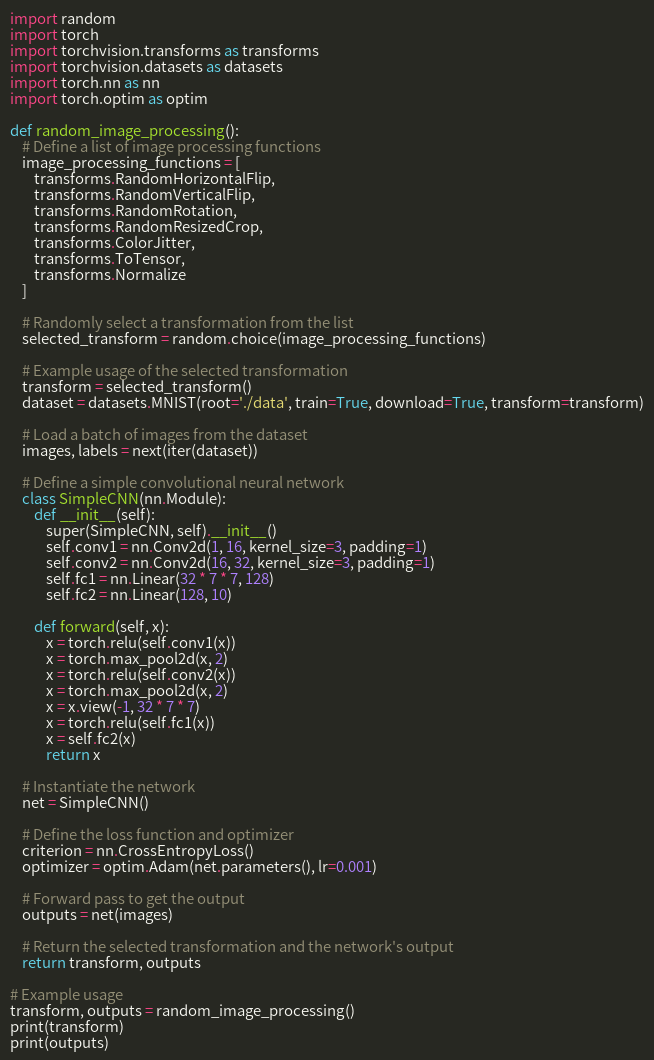 import random
import torch
import torchvision.transforms as transforms
import torchvision.datasets as datasets
import torch.nn as nn
import torch.optim as optim

def random_image_processing():
    # Define a list of image processing functions
    image_processing_functions = [
        transforms.RandomHorizontalFlip,
        transforms.RandomVerticalFlip,
        transforms.RandomRotation,
        transforms.RandomResizedCrop,
        transforms.ColorJitter,
        transforms.ToTensor,
        transforms.Normalize
    ]

    # Randomly select a transformation from the list
    selected_transform = random.choice(image_processing_functions)

    # Example usage of the selected transformation
    transform = selected_transform()
    dataset = datasets.MNIST(root='./data', train=True, download=True, transform=transform)

    # Load a batch of images from the dataset
    images, labels = next(iter(dataset))

    # Define a simple convolutional neural network
    class SimpleCNN(nn.Module):
        def __init__(self):
            super(SimpleCNN, self).__init__()
            self.conv1 = nn.Conv2d(1, 16, kernel_size=3, padding=1)
            self.conv2 = nn.Conv2d(16, 32, kernel_size=3, padding=1)
            self.fc1 = nn.Linear(32 * 7 * 7, 128)
            self.fc2 = nn.Linear(128, 10)

        def forward(self, x):
            x = torch.relu(self.conv1(x))
            x = torch.max_pool2d(x, 2)
            x = torch.relu(self.conv2(x))
            x = torch.max_pool2d(x, 2)
            x = x.view(-1, 32 * 7 * 7)
            x = torch.relu(self.fc1(x))
            x = self.fc2(x)
            return x

    # Instantiate the network
    net = SimpleCNN()

    # Define the loss function and optimizer
    criterion = nn.CrossEntropyLoss()
    optimizer = optim.Adam(net.parameters(), lr=0.001)

    # Forward pass to get the output
    outputs = net(images)

    # Return the selected transformation and the network's output
    return transform, outputs

# Example usage
transform, outputs = random_image_processing()
print(transform)
print(outputs)